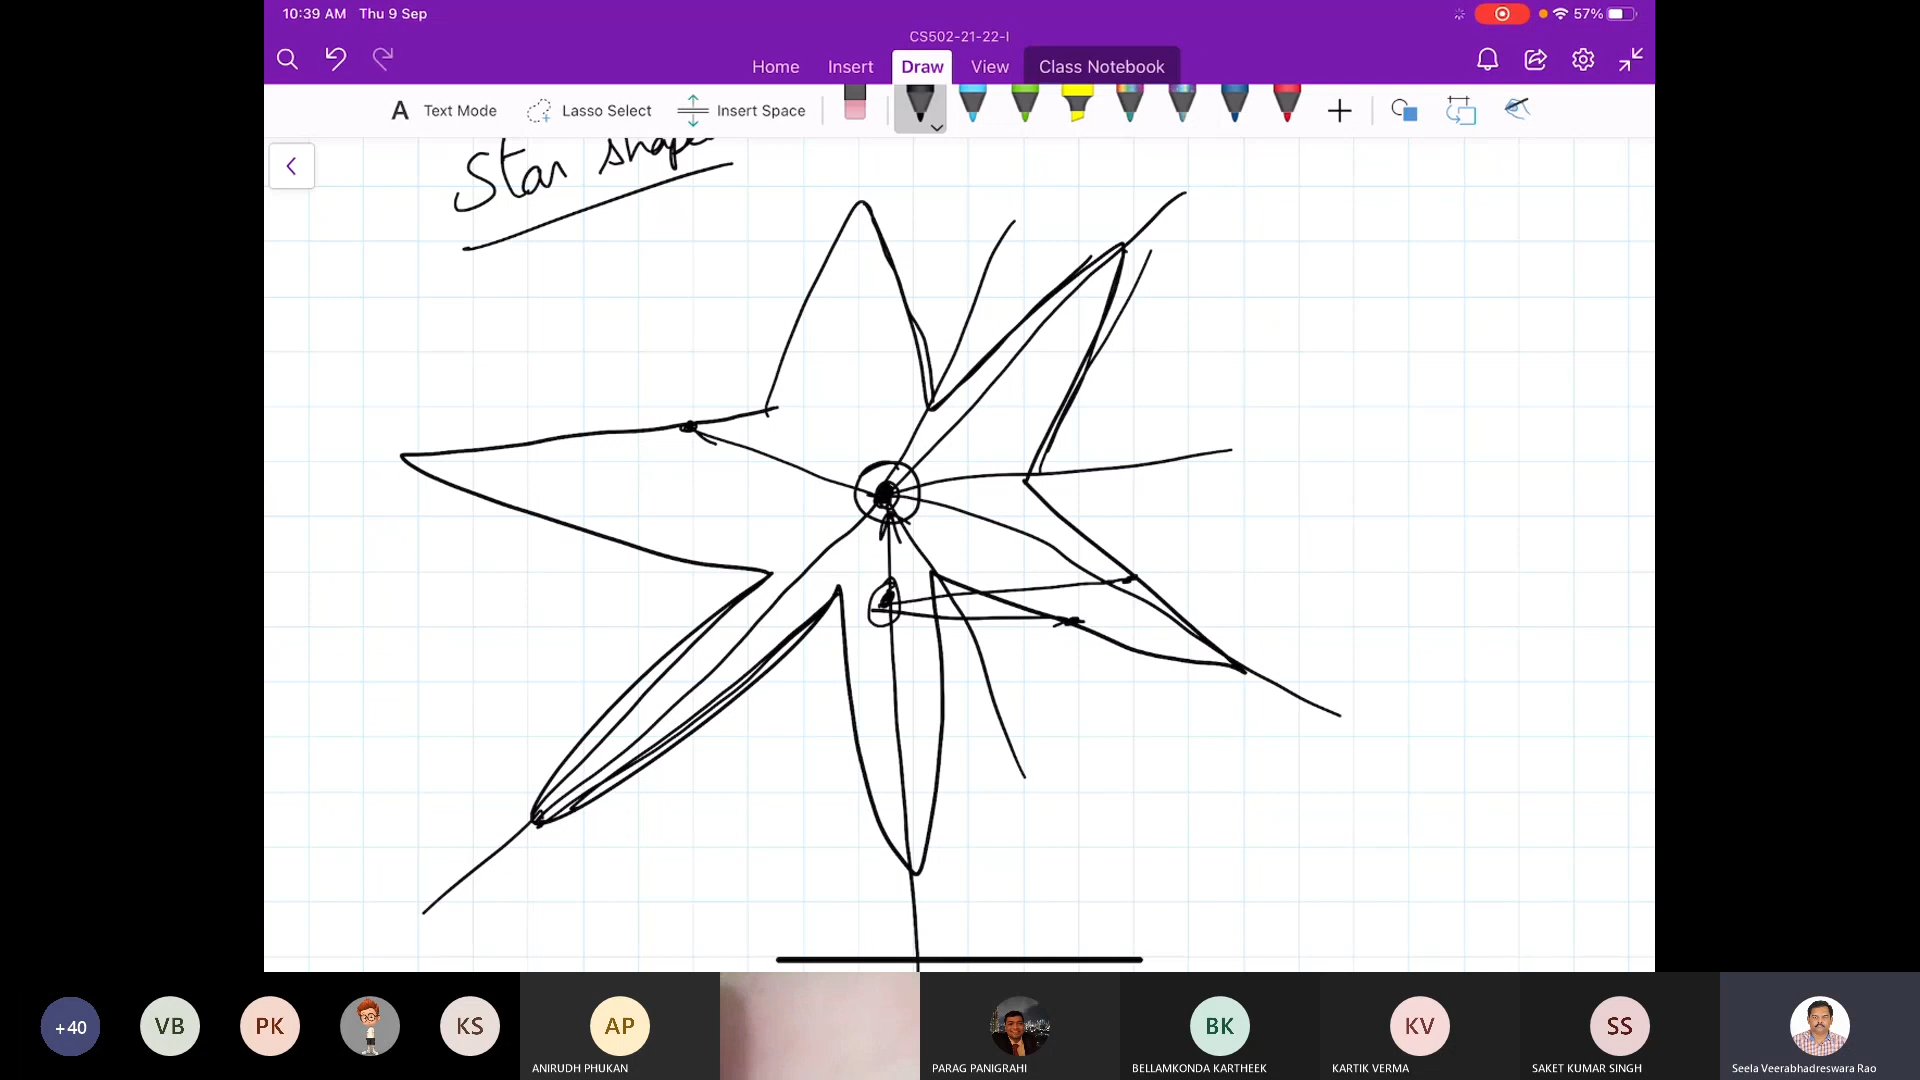 10:39 AM Thu 9 Sep
57%
CS502-21-22-I
Home Insert Draw View Class Notebook
A Text Mode Lasso Select Insert Space
Star shape
+40 VB PK KS AP BK KV SS
ANIRUDH PHUKAN PARAG PANIGRAHI BELLAMKONDA KARTHEEK KARTIK VERMA SAKET KUMAR SINGH Seela Veerabhadreswara Rao